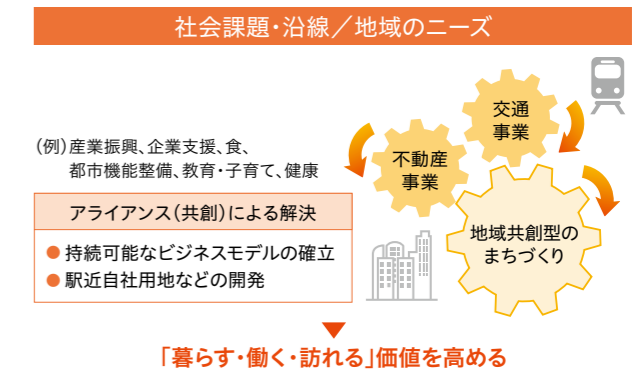 社会課題・沿線／地域のニーズ
（例）産業振興、企業支援、食、
都市機能整備、教育・子育て、健康
アライアンス（共創）による解決
● 持続可能なビジネスモデルの確立
● 駅近自社用地などの開発
交通
事業
不動産
事業
地域共創型の
まちづくり
「暮らす・働く・訪れる」価値を高める